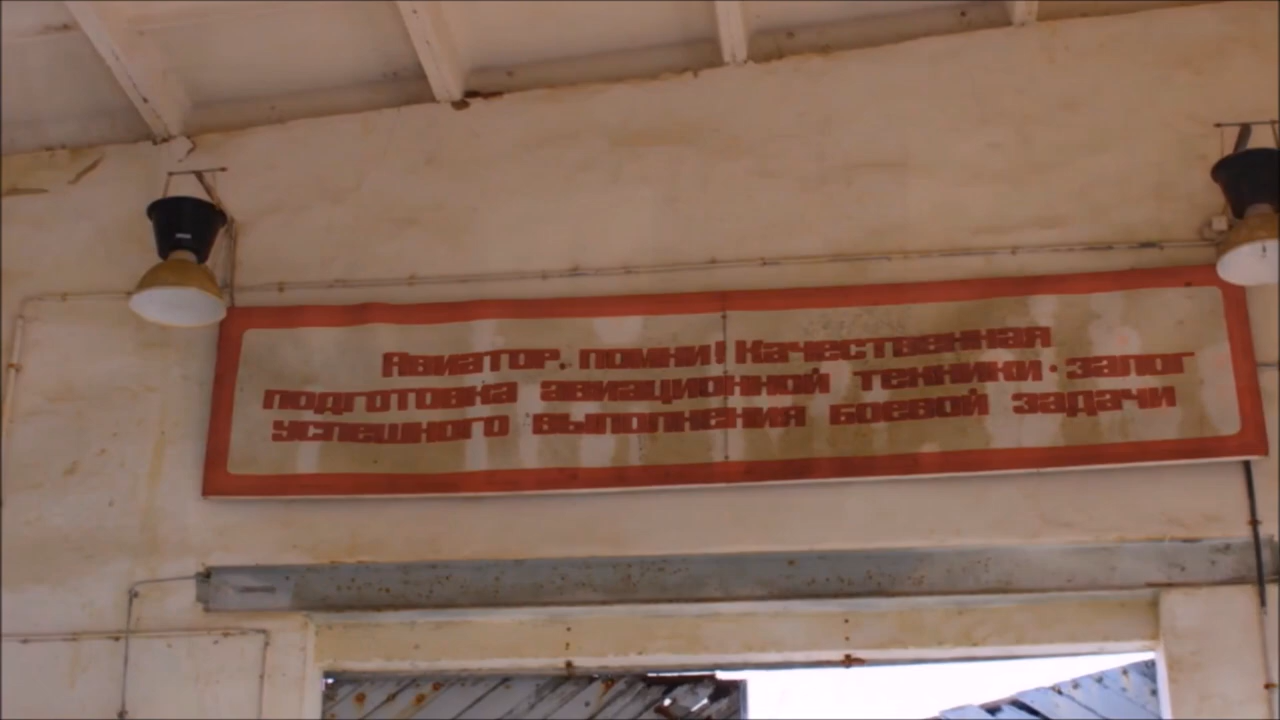 Авиатор, помни! Качественная
подготовка авиационной техники - залог
успешного выполнения боевой задачи